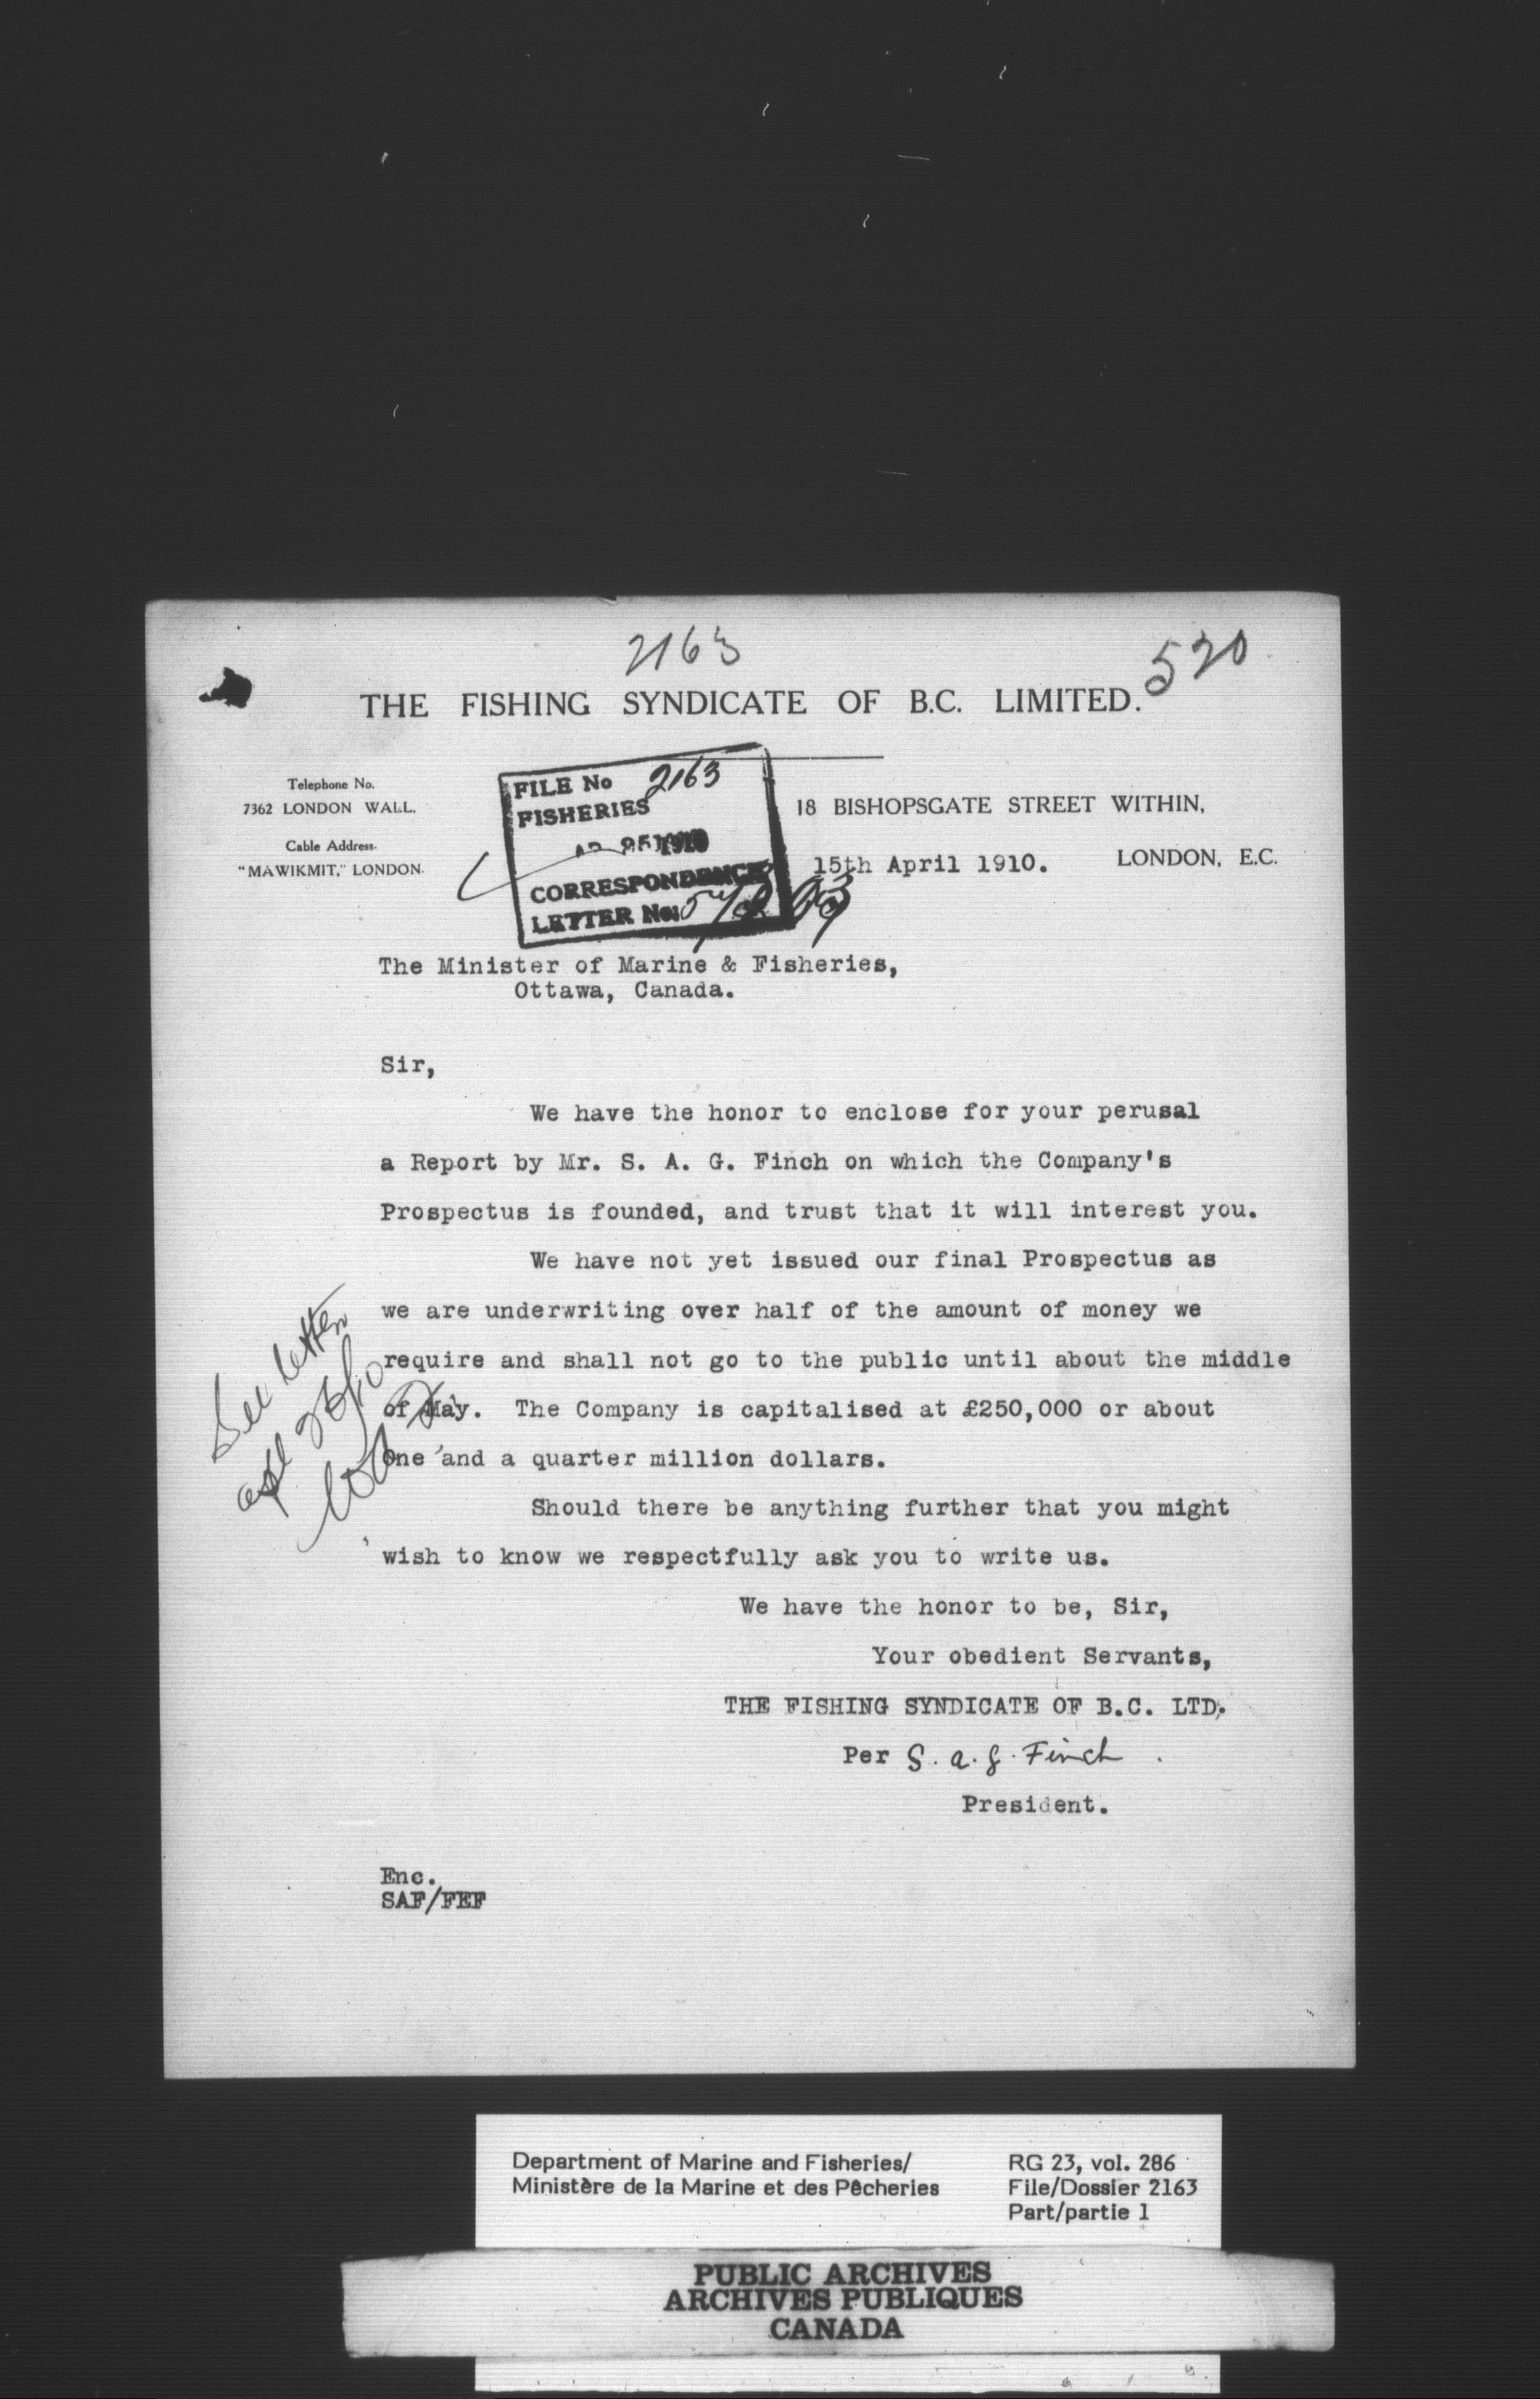 2163
520
THE FISHING SYNDICATE OF B.C. LIMITED.
Telephone No.
7362 LONDON WALL.
Cable Address.
"MAWIKMIT," LONDON.
FILE No 2163
FISHERIES
1910
CORRESPONDENCE
LETTER No.
18 BISHOPSGATE STREET WITHIN,
15th April 1910. LONDON, E.C.
The Minister of Marine & Fisheries,
Ottawa, Canada.
Sir,
We have the honor to enclose for your perusal
a Report by Mr. S. A. G. Finch on which the Company's
Prospectus is founded, and trust that it will interest you.
We have not yet issued our final Prospectus as
we are underwriting over half of the amount of money we
require and shall not go to the public until about the middle
of May. The Company is capitalised at £250,000 or about
One and a quarter million dollars.
Should there be anything further that you might
wish to know we respectfully ask you to write us.
See letter
We have the honor to be, Sir,
Your obedient Servants,
THE FISHING SYNDICATE OF B.C. LTD.
Per S. A. G. Finch
President.
Enc.
SAF/FEF
Department of Marine and Fisheries/
Ministère de la Marine et des Pêcheries
RG 23, vol. 286
File/Dossier 2163
Part/partie 1
PUBLIC ARCHIVES
ARCHIVES PUBLIQUES
CANADA